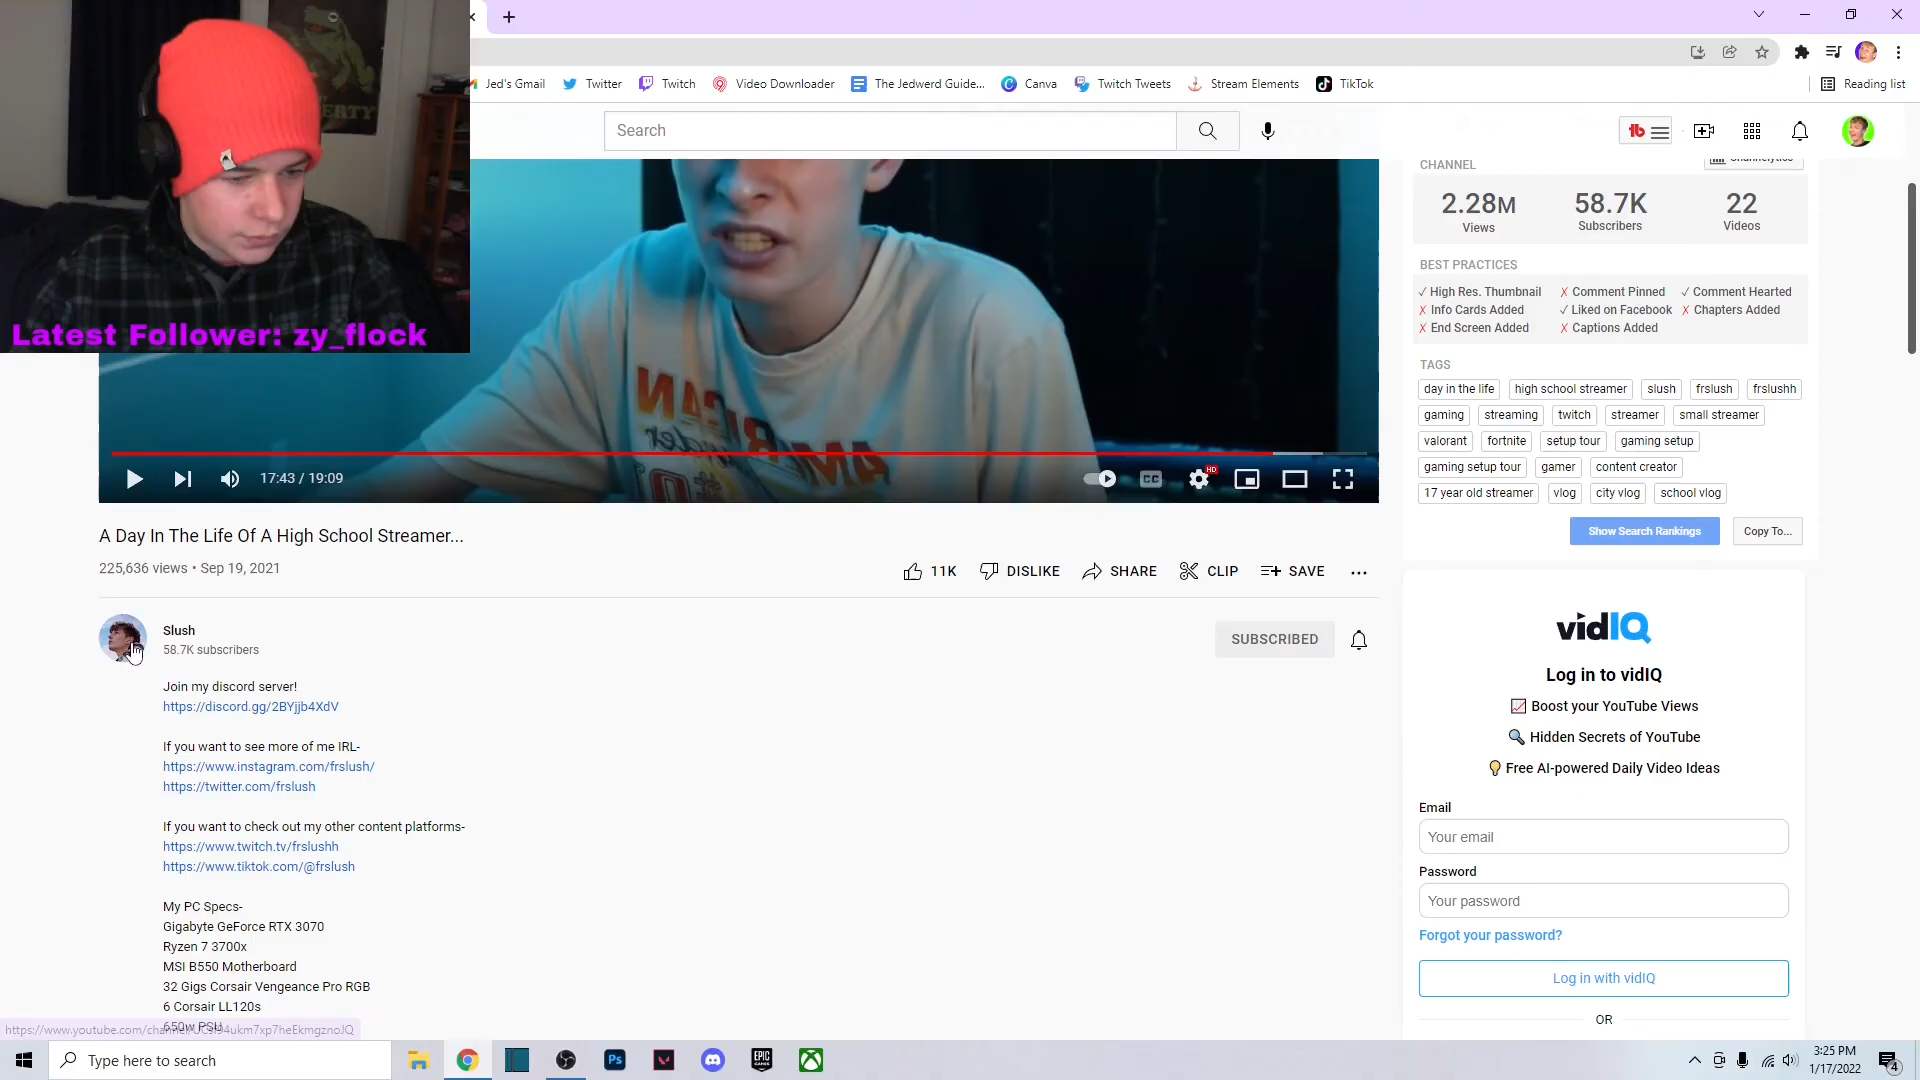 Jed's Gmail
Twitter
Twitch
Video Downloader
The Jedwerd Guide...
Canva
Twitch Tweets
Stream Elements
TikTok
Reading list
Search
Latest Follower: zy_flock
CHANNEL
2.28M
Views
58.7K
Subscribers
22
Videos
BEST PRACTICES
✓ High Res. Thumbnail
✗ Comment Pinned
✓ Comment Hearted
✗ Info Cards Added
✓ Liked on Facebook
✗ Chapters Added
✗ End Screen Added
✗ Captions Added
TAGS
day in the life
high school streamer
slush
frslush
frslushh
gaming
streaming
twitch
streamer
small streamer
valorant
fortnite
setup tour
gaming setup
gaming setup tour
gamer
content creator
17 year old streamer
vlog
city vlog
school vlog
Show Search Rankings
Copy To...
17:43 / 19:09
CC
HD
A Day In The Life Of A High School Streamer...
225,636 views • Sep 19, 2021
11K
DISLIKE
SHARE
CLIP
SAVE
Slush
58.7K subscribers
SUBSCRIBED
Join my discord server!
https://discord.gg/2BYjjb4XdV
If you want to see more of me IRL-
https://www.instagram.com/frslush/
https://twitter.com/frslush
If you want to check out my other content platforms-
https://www.twitch.tv/frslushh
https://www.tiktok.com/@frslush
My PC Specs-
Gigabyte GeForce RTX 3070
Ryzen 7 3700x
MSI B550 Motherboard
32 Gigs Corsair Vengeance Pro RGB
6 Corsair LL120s
650w PSU
vidIQ
Log in to vidIQ
Boost your YouTube Views
Hidden Secrets of YouTube
Free AI-powered Daily Video Ideas
Email
Your email
Password
Your password
Forgot your password?
Log in with vidIQ
OR
Type here to search
Ps
EPIC
GAMES
3:25 PM
1/17/2022
4